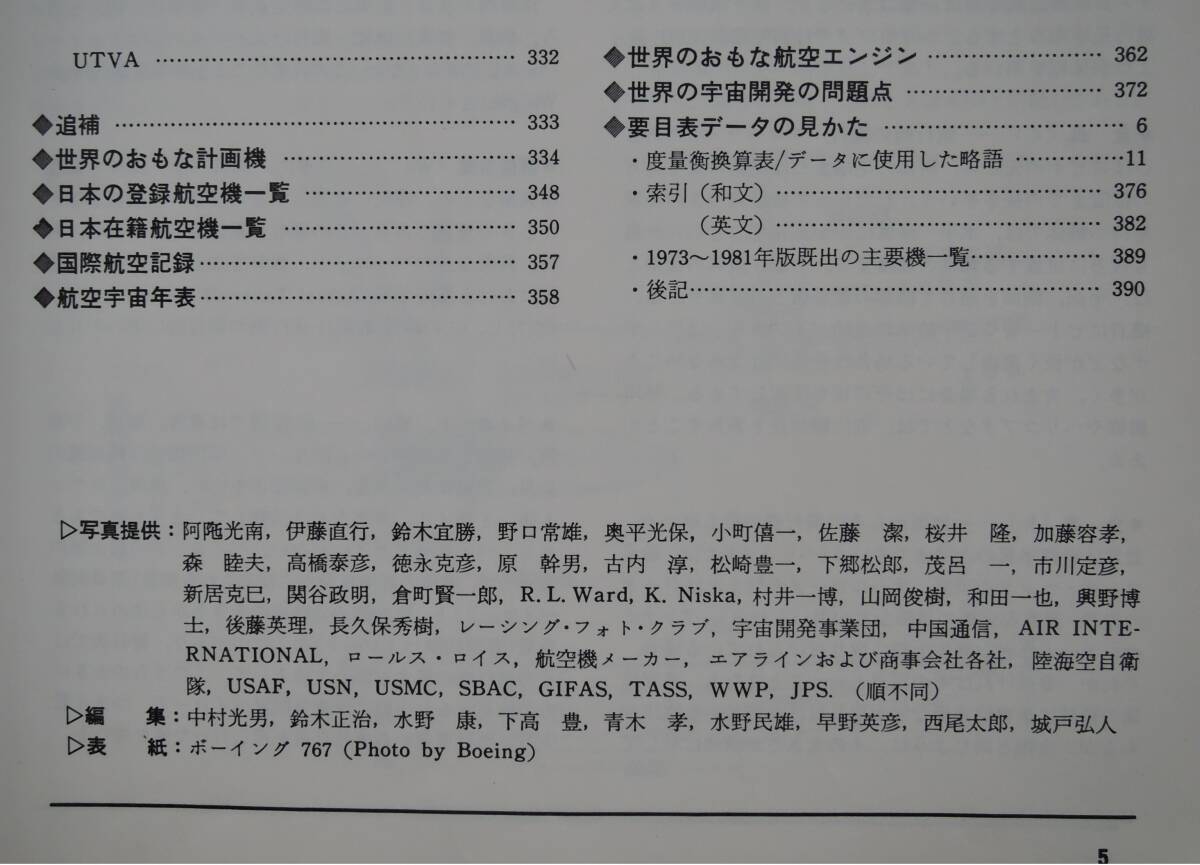 UTVA …………………………………………… 332
◆追補 ………………………………………………… 333
◆世界のおもな計画機 …………………………… 334
◆日本の登録航空機一覧 ………………………… 348
◆日本在籍航空機一覧 …………………………… 350
◆国際航空記録……………………………………… 357
◆航空宇宙年表……………………………………… 358
◆世界のおもな航空エンジン …………………… 362
◆世界の宇宙開発の問題点 ……………………… 372
◆要目表データの見かた ………………………… 6
・度量衡換算表/データに使用した略語 ……………11
・索引（和文）……………………………………… 376
（英文）……………………………………… 382
・1973〜1981年版既出の主要機一覧……………… 389
・後記………………………………………………… 390
▷写真提供：阿陁光南，伊藤直行，鈴木宜勝，野口常雄，奥平光保，小町僖一，佐藤　潔，桜井　隆，加藤容孝，
森　睦夫，高橋泰彦，徳永克彦，原　幹男，古内　淳，松崎豊一，下郷松郎，茂呂　一，市川定彦，
新居克巳，関谷政明，倉町賢一郎，R. L. Ward, K. Niska, 村井一博，山岡俊樹，和田一也，興野博
士，後藤英理，長久保秀樹，レーシング・フォト・クラブ，宇宙開発事業団，中国通信，AIR INTE-
RNATIONAL，ロールス・ロイス，航空機メーカー，エアラインおよび商事会社各社，陸海空自衛
隊，USAF，USN，USMC，SBAC，GIFAS，TASS，WWP，JPS.（順不同）
▷編　集：中村光男，鈴木正治，水野　康，下高　豊，青木　孝，水野民雄，早野英彦，西尾太郎，城戸弘人
▷表　紙：ボーイング 767 (Photo by Boeing)
5